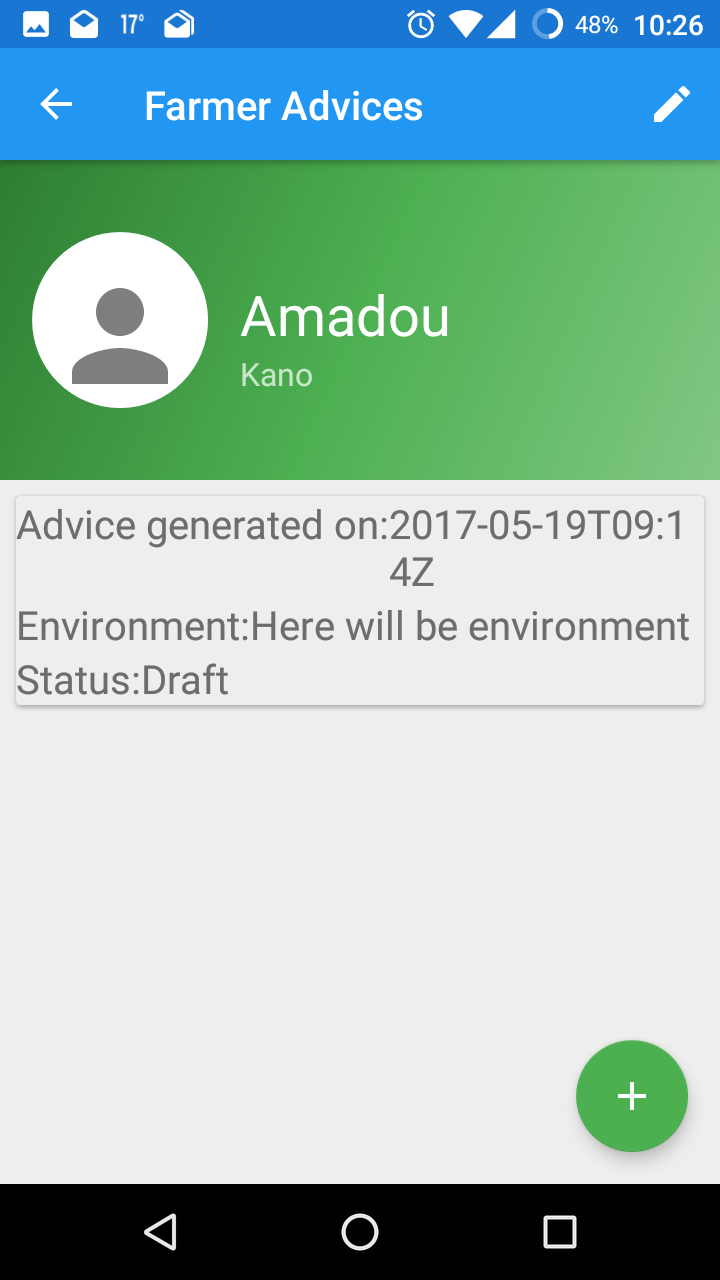 17° 48% 10:26
Farmer Advices
Amadou
Kano
Advice generated on:2017-05-19T09:1
4Z
Environment:Here will be environment
Status:Draft